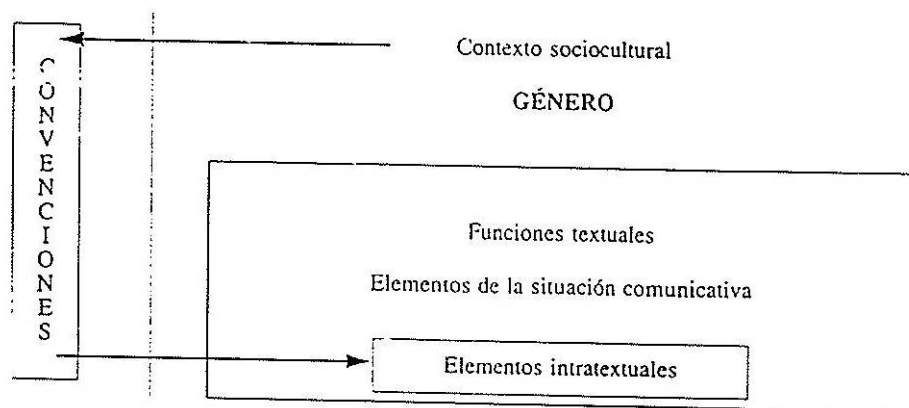 CONVENCIONES
Contexto sociocultural
GÉNERO
Funciones textuales
Elementos de la situación comunicativa
Elementos intratextuales